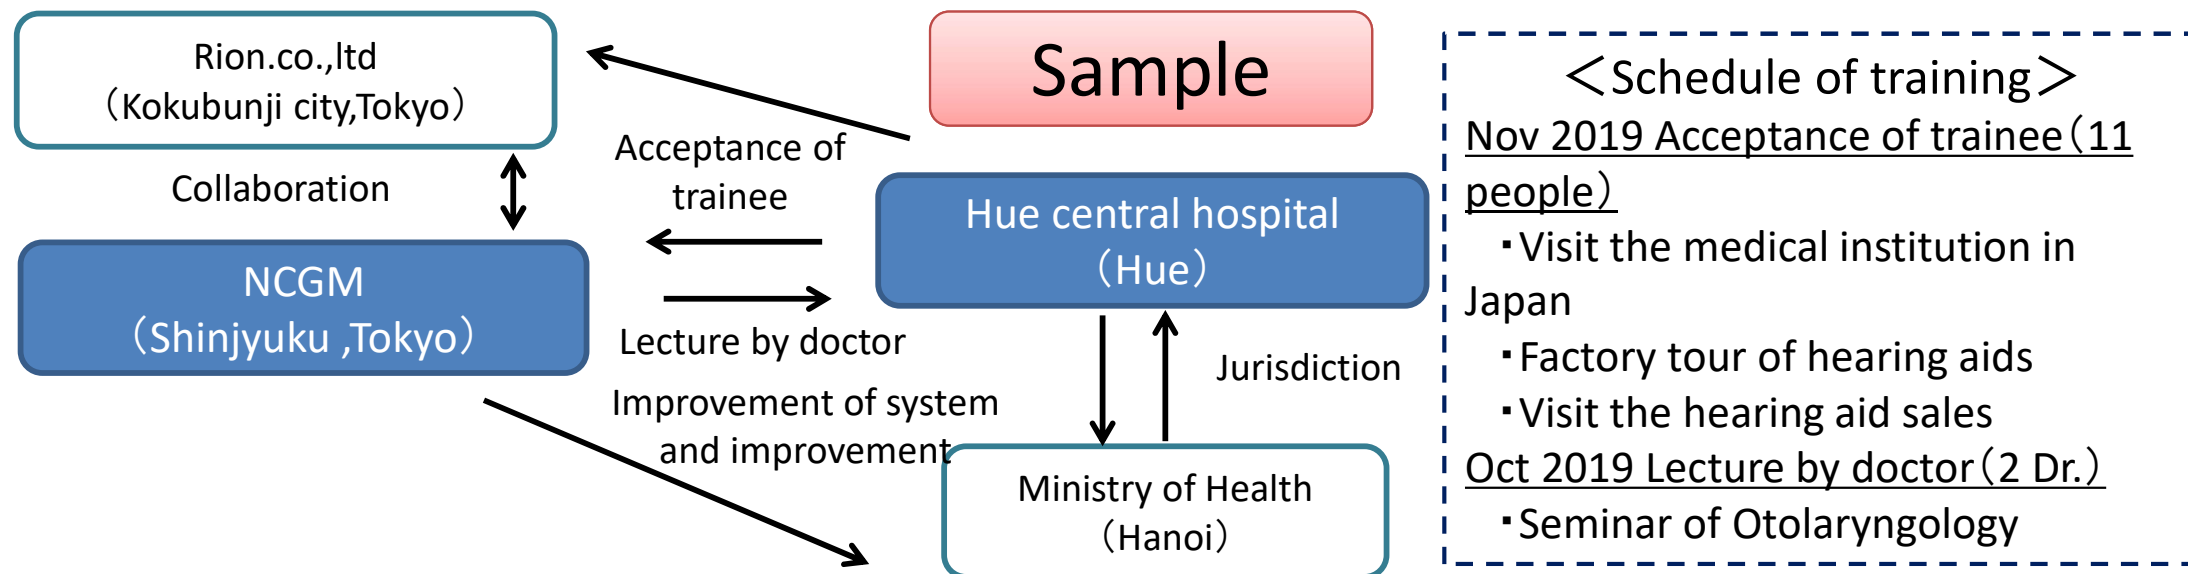 Rion.co.,ltd
（Kokubunji city,Tokyo）
Collaboration
NCGM
（Shinjyuku ,Tokyo）
Acceptance of
trainee
Lecture by doctor
Improvement of system
and improvement
Sample
Hue central hospital
（Hue）
Jurisdiction
Ministry of Health
（Hanoi）
＜Schedule of training＞
Nov 2019 Acceptance of trainee（11
people）
・Visit the medical institution in
Japan
・Factory tour of hearing aids
・Visit the hearing aid sales
Oct 2019 Lecture by doctor（2 Dr.）
・Seminar of Otolaryngology